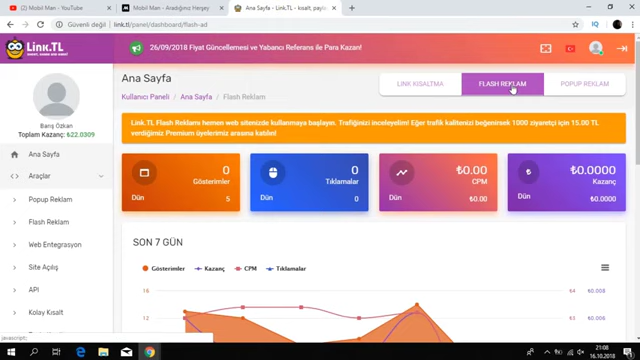 Mobil Man - YouTube
Mobil Man - Aradığınız Herşey
Ana Sayfa - Link.TL - kısalt, payla
Güvenli değil
link.tl/panel/dashboard/flash-ad
Link.TL
26/09/2018 Fiyat Güncellemesi ve Yabancı Referans ile Para Kazan!
Barış Özkan
Toplam Kazanç: ₺22.0309
Ana Sayfa
Araçlar
Popup Reklam
Flash Reklam
Web Entegrasyon
Site Açılış
API
Kolay Kısalt
Ana Sayfa
Kullanıcı Paneli / Ana Sayfa / Flash Reklam
LINK KISALTMA
FLASH REKLAM
POPUP REKLAM
Link.TL Flash Reklamı hemen web sitenizde kullanmaya başlayın. Trafiğinizi inceleyelim! Eğer trafik kalitenizi beğenirsek 1000 ziyaretçi için 15.00 TL
verdiğimiz Premium üyelerimiz arasına katılın!
0
Gösterimler
Dün
5
0
Tıklamalar
Dün
0
₺0.00
CPM
Dün
₺0.00
₺0.0000
Kazanç
Dün
₺0.0000
SON 7 GÜN
Gösterimler
Kazanç
CPM
Tıklamalar
16
₺4
₺0.008
12
₺3
₺0.006
javascript:;
21:08
16.10.2018